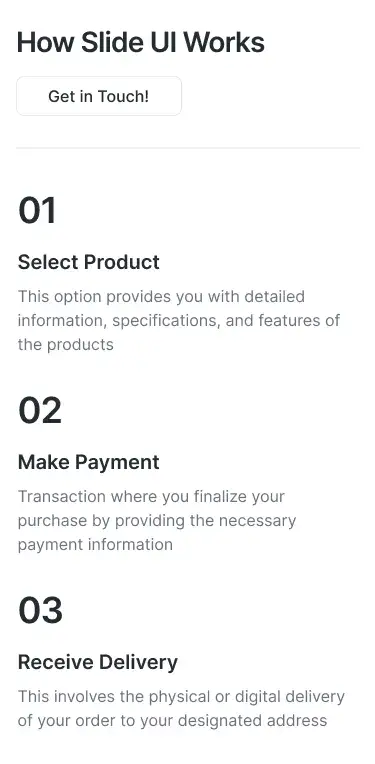 How Slide UI Works
Get in Touch!
01
Select Product
This option provides you with detailed
information, specifications, and features of
the products
02
Make Payment
Transaction where you finalize your
purchase by providing the necessary
payment information
03
Receive Delivery
This involves the physical or digital delivery
of your order to your designated address